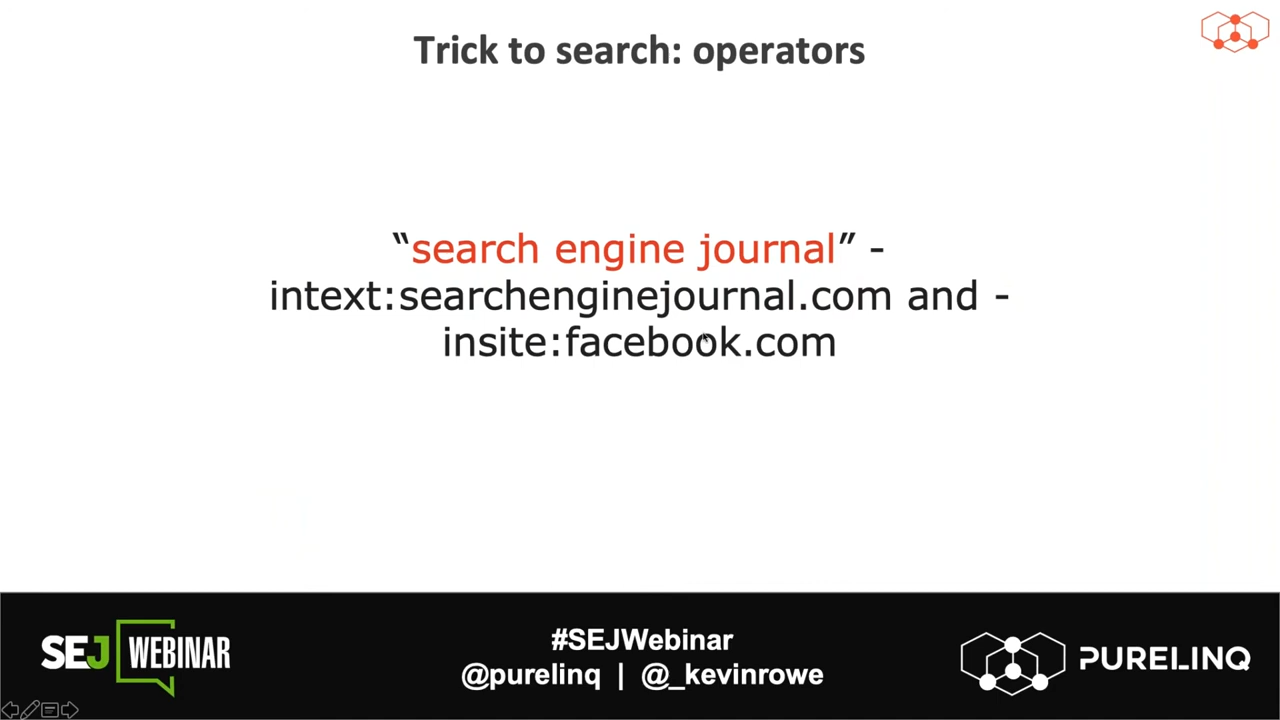 Trick to search: operators
“search engine journal” -
intext:searchenginejournal.com and -
insite:facebook.com
SEJ WEBINAR
#SEJWebinar
@purelinq | @_kevinrowe
PURELINQ